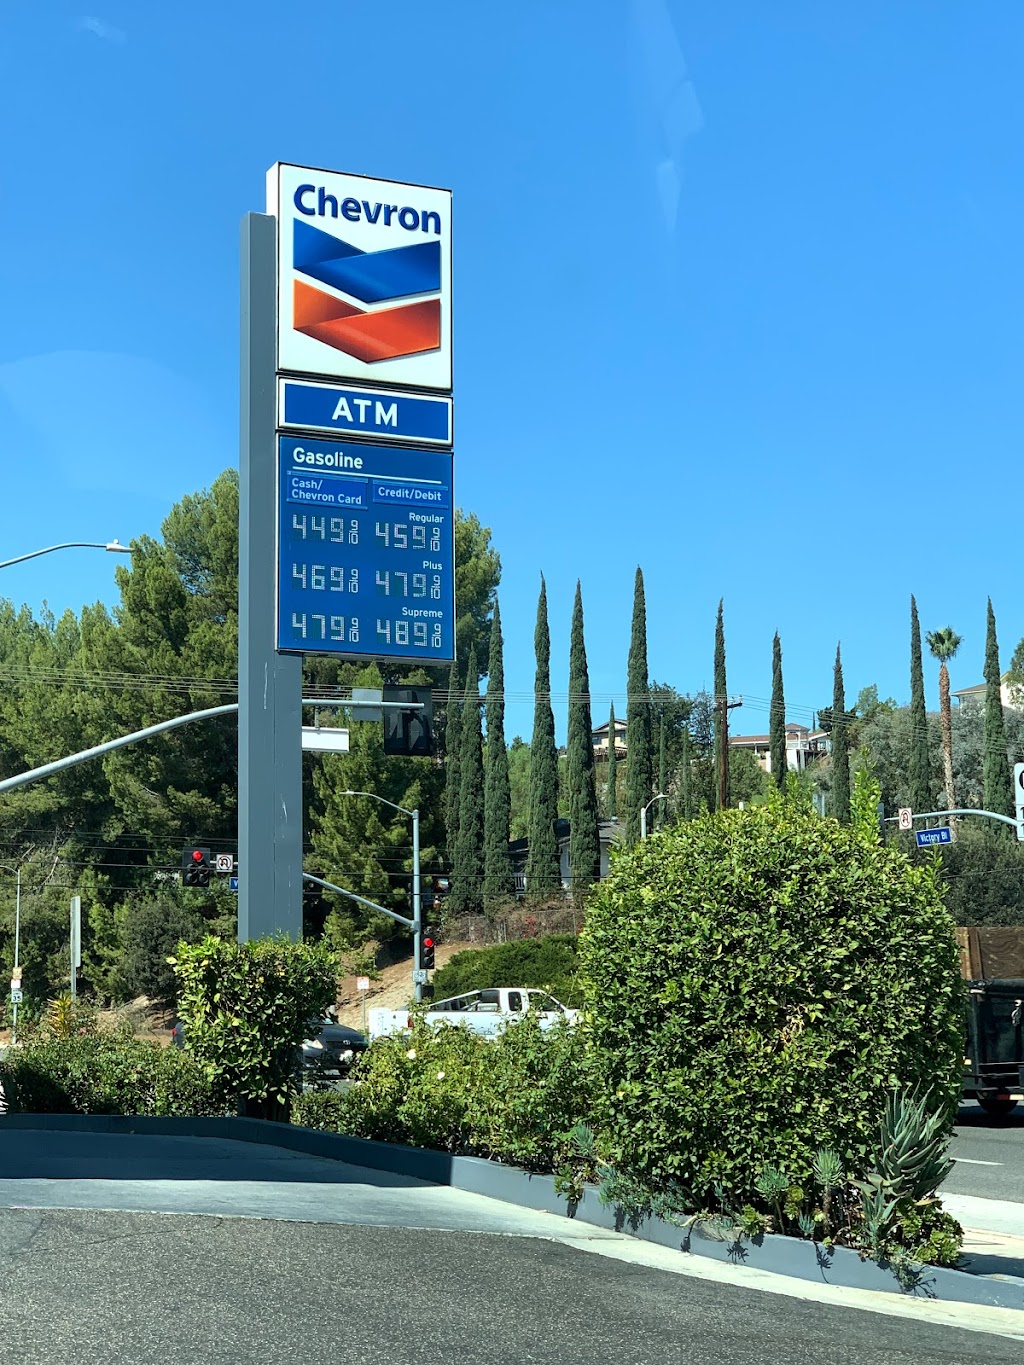 Chevron
ATM
Gasoline
Cash/ Credit/Debit
Chevron Card
Regular
449 9/10 459 9/10
Plus
469 9/10 479 9/10
Supreme
479 9/10 489 9/10
Victory Bl
35